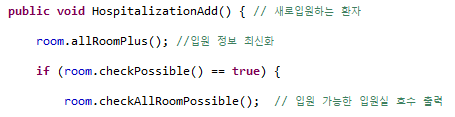 public void HospitalizationAdd() { // 새로입원하는 환자
room.allRoomPlus(); //입원 정보 최신화
if (room.checkPossible() == true) {
room.checkAllRoomPossible();  // 입원 가능한 입원실 호수 출력